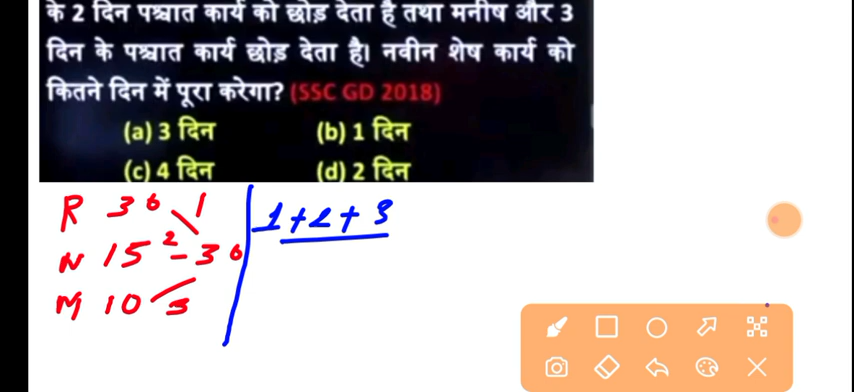 के 2 दिन पश्चात कार्य को छोड़ देता है तथा मनीष और 3
दिन के पश्चात कार्य छोड़ देता है। नवीन शेष कार्य को
कितने दिन में पूरा करेगा? (SSC GD 2018)
(a) 3 दिन (b) 1 दिन
(c) 4 दिन (d) 2 दिन
R 30 1
N 15 2 - 30
M 10 3
1+2+3